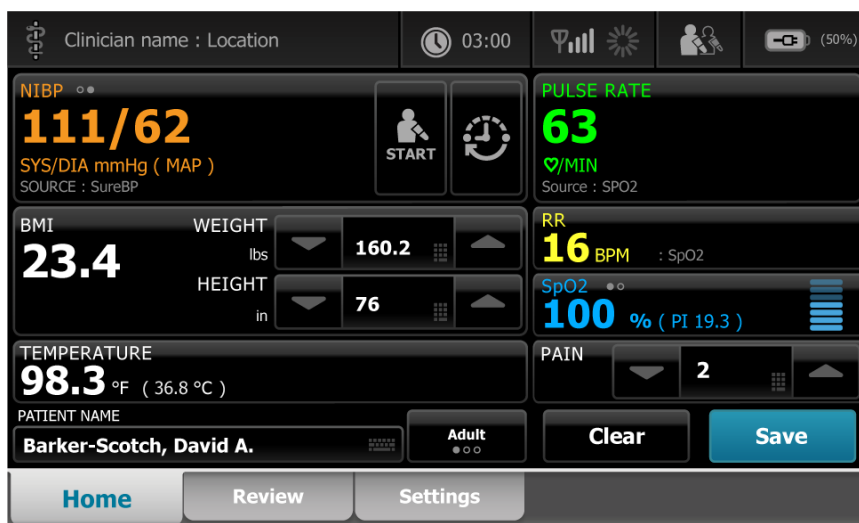 Clinician name : Location
03:00
(50%)
NIBP
111/62
SYS/DIA mmHg ( MAP )
SOURCE : SureBP
START
PULSE RATE
63
/MIN
Source : SPO2
BMI
23.4
WEIGHT
lbs
160.2
HEIGHT
in
76
RR
16 BPM : SpO2
SpO2
100 % ( PI 19.3 )
TEMPERATURE
98.3 °F ( 36.8 °C )
PAIN
2
PATIENT NAME
Barker-Scotch, David A.
Adult
Clear
Save
Home
Review
Settings